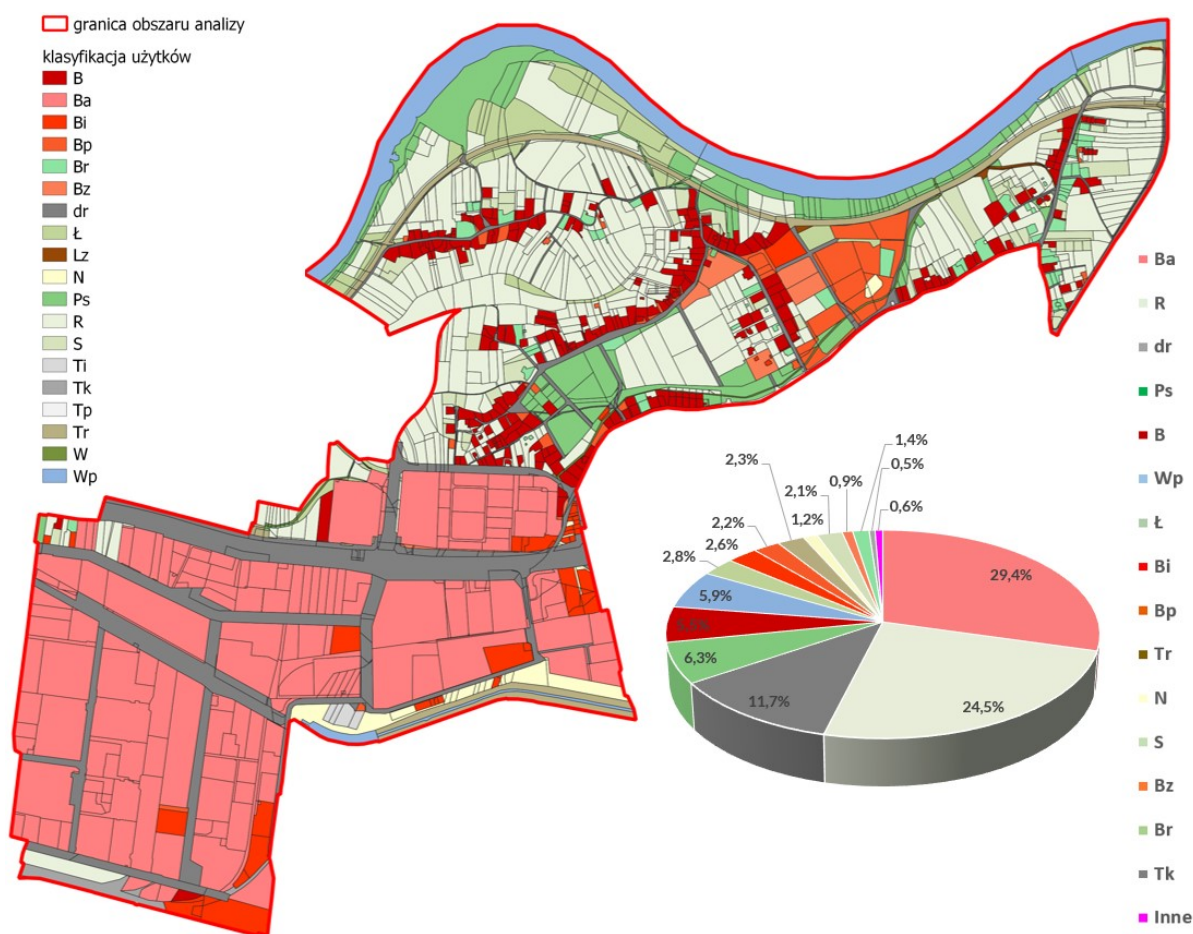 granica obszaru analizy
klasyfikacja użytków
B
Ba
Bi
Bp
Br
Bz
dr
Ł
Lz
N
Ps
R
S
Ti
Tk
Tp
Tr
W
Wp
1,4%
0,5%
0,6%
0,9%
2,1%
1,2%
2,3%
2,2%
2,6%
2,8%
5,9%
6,3%
11,7%
24,5%
29,4%
Ba
R
dr
Ps
B
Wp
Ł
Bi
Bp
Tr
N
S
Bz
Br
Tk
Inne